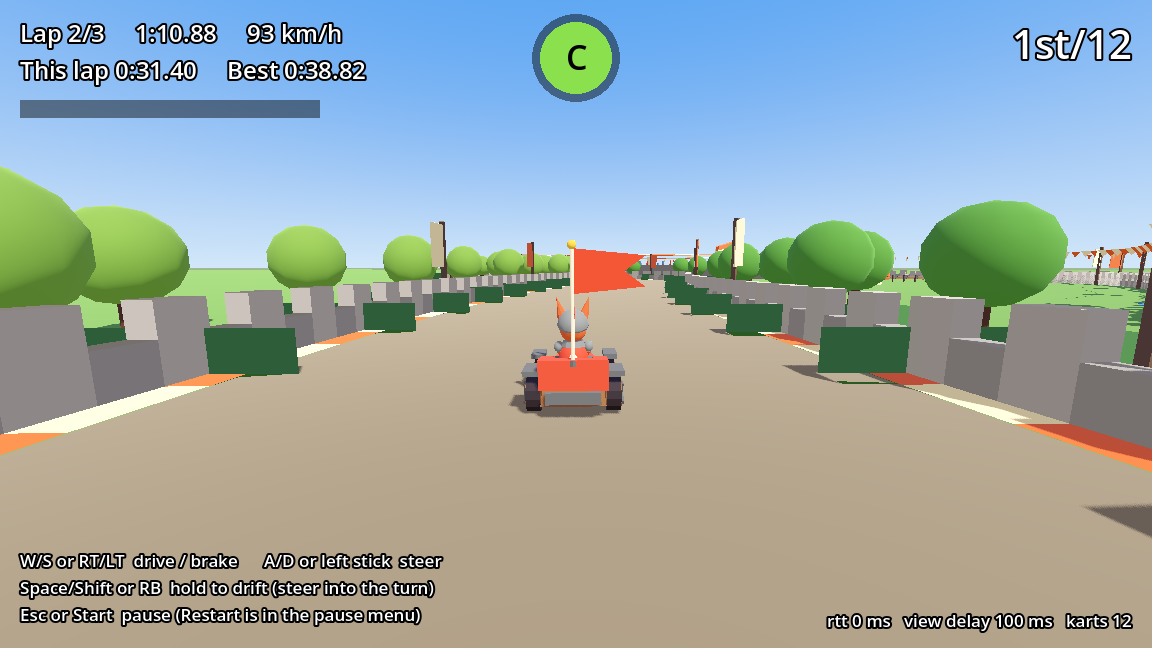 Lap 2/3 1:10.88 93 km/h
This lap 0:31.40 Best 0:38.82
C
1st/12
W/S or RT/LT drive / brake A/D or left stick steer
Space/Shift or RB hold to drift (steer into the turn)
Esc or Start pause (Restart is in the pause menu)
rtt 0 ms view delay 100 ms karts 12